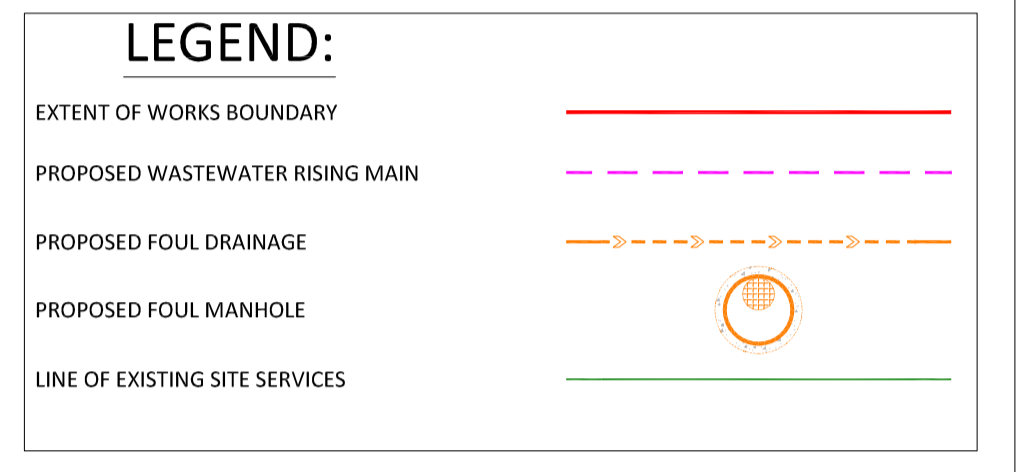 LEGEND:
EXTENT OF WORKS BOUNDARY
PROPOSED WASTEWATER RISING MAIN
PROPOSED FOUL DRAINAGE
PROPOSED FOUL MANHOLE
LINE OF EXISTING SITE SERVICES